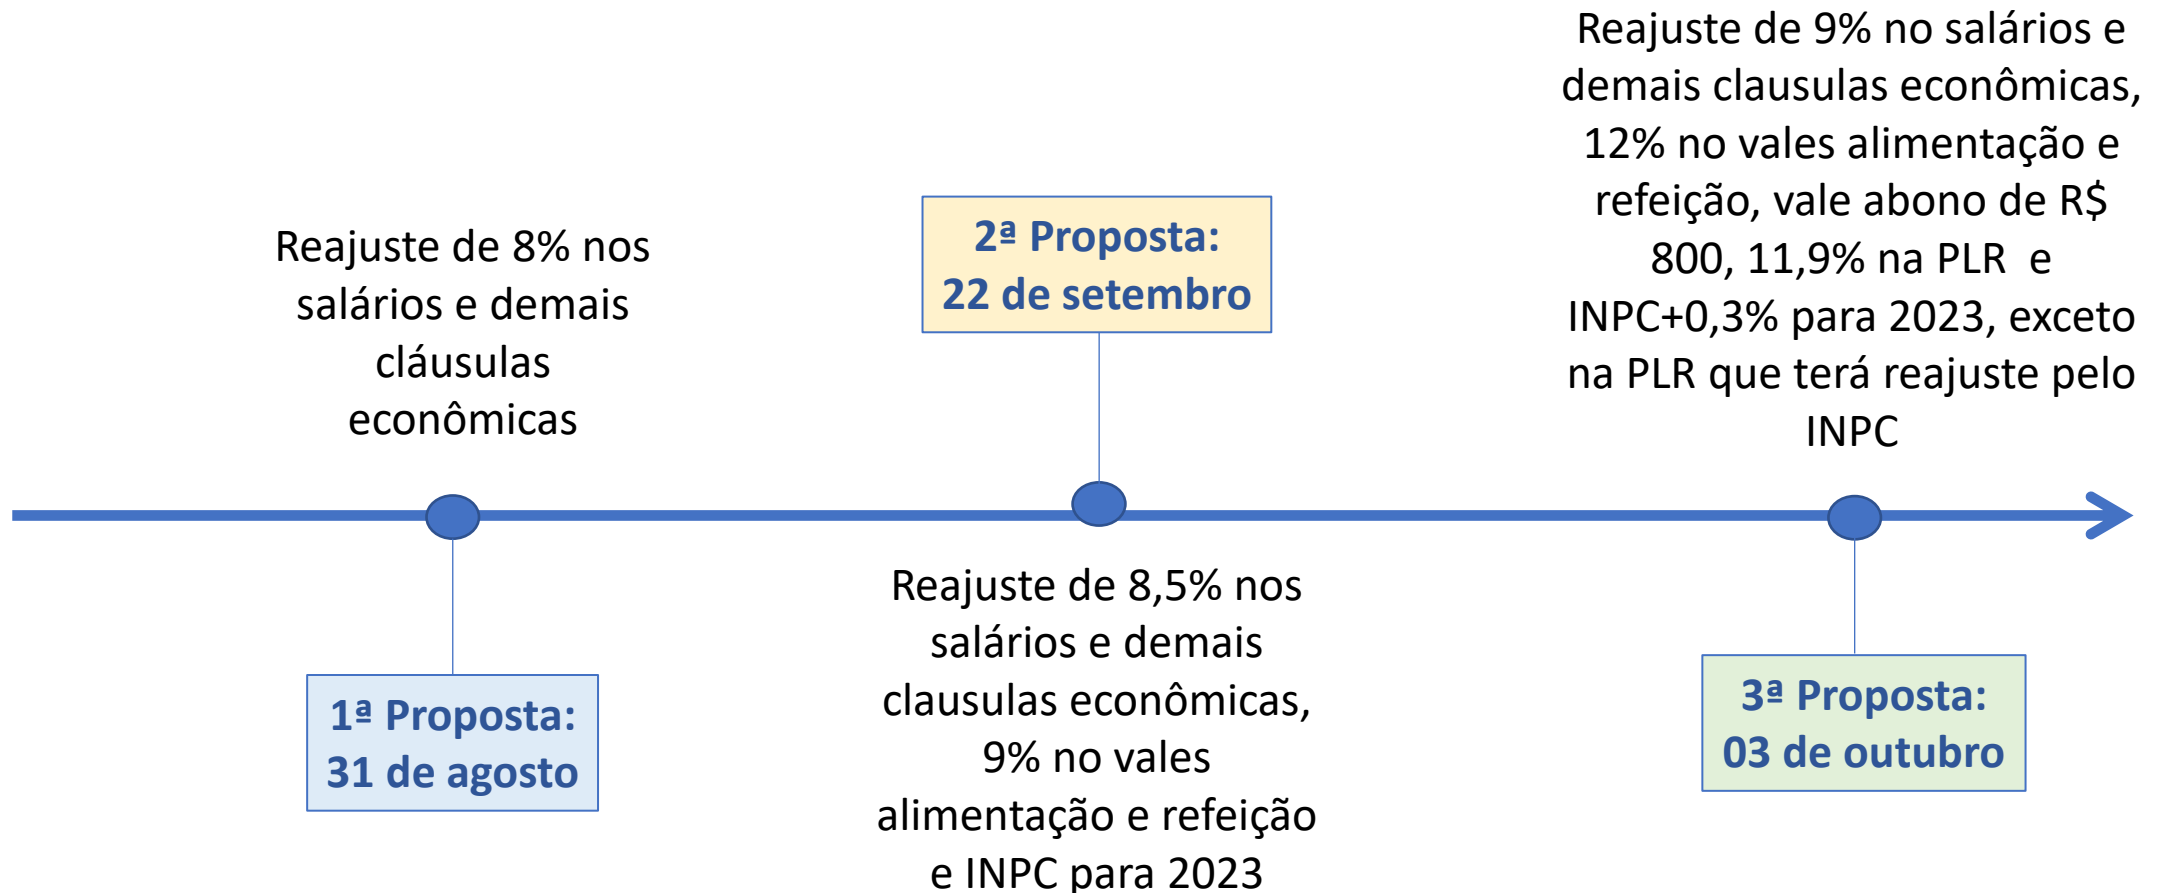 Reajuste de 8% nos
salários e demais
cláusulas
econômicas
1ª Proposta:
31 de agosto
2ª Proposta:
22 de setembro
Reajuste de 8,5% nos
salários e demais
clausulas econômicas,
9% no vales
alimentação e refeição
e INPC para 2023
Reajuste de 9% no salários e
demais clausulas econômicas,
12% no vales alimentação e
refeição, vale abono de R$
800, 11,9% na PLR  e
INPC+0,3% para 2023, exceto
na PLR que terá reajuste pelo
INPC
3ª Proposta:
03 de outubro